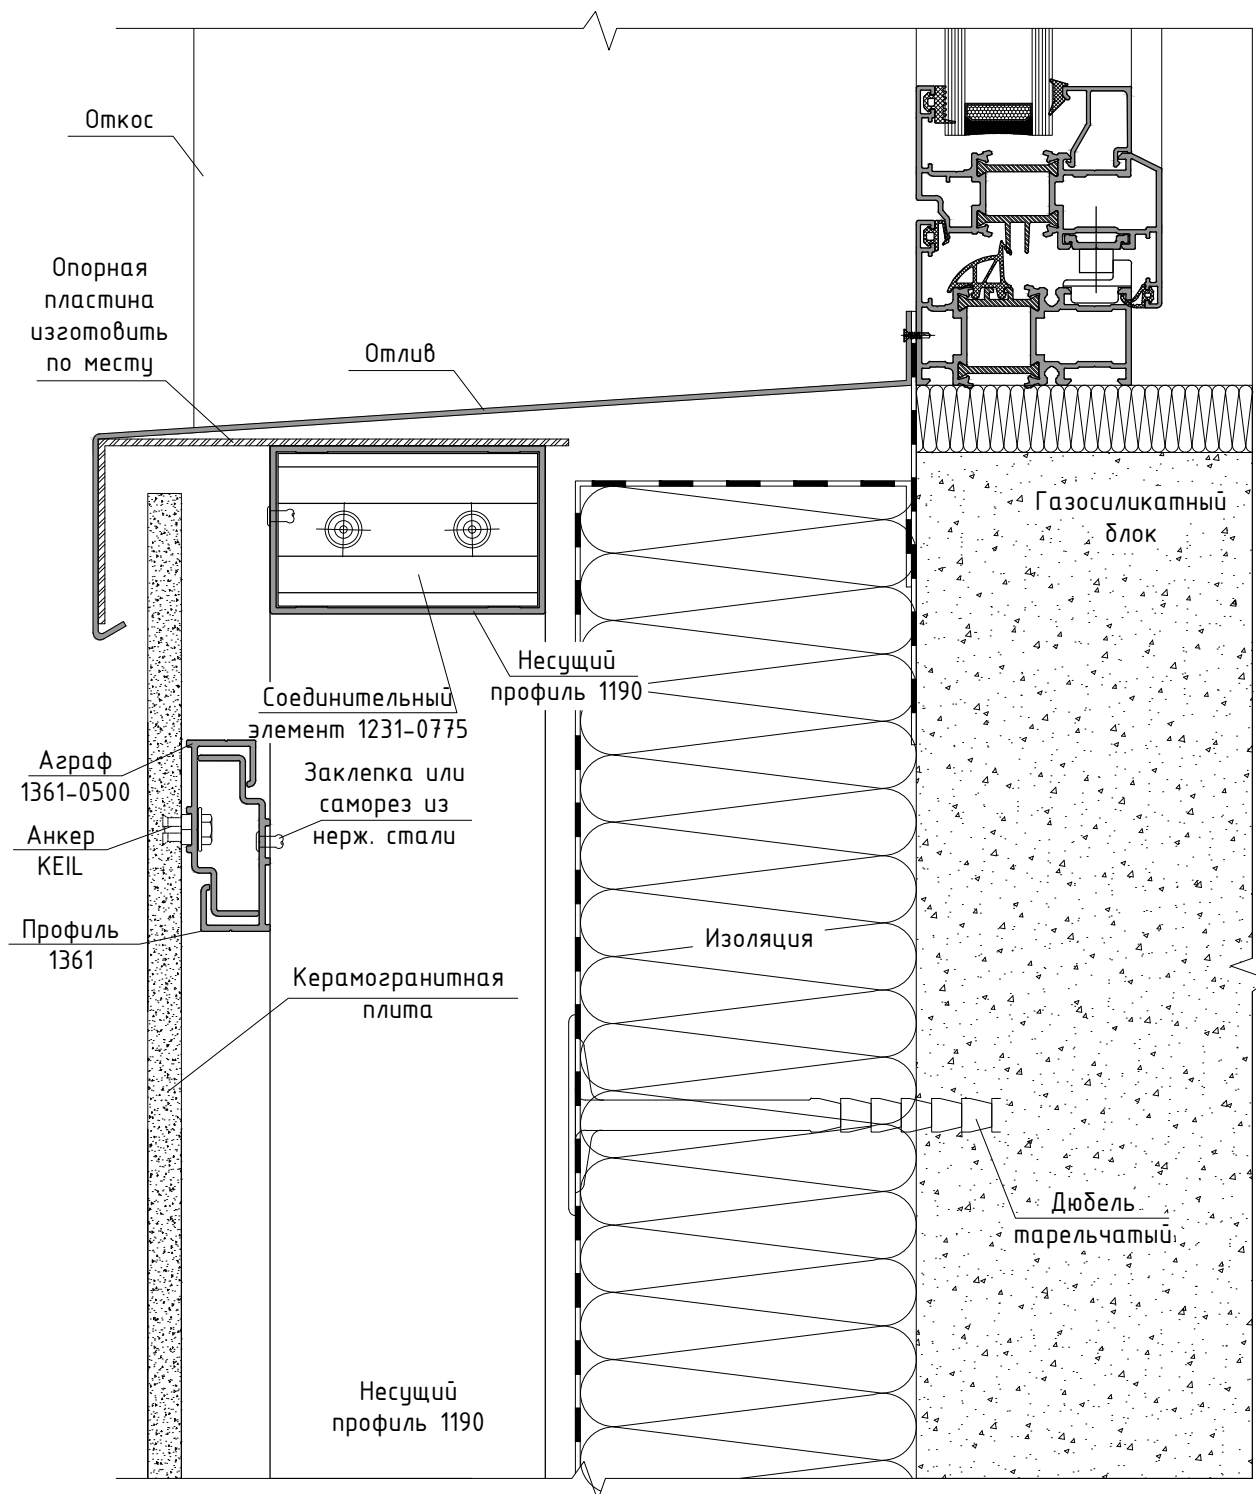 Откос
Опорная
пластина
изготовить
по месту
Отлив
Газосиликатный
блок
Несущий
профиль 1190
Соединительный
элемент 1231-0775
Аграф
1361-0500
Заклепка или
саморез из
нерж. стали
Анкер
KEIL
Профиль
1361
Изоляция
Керамогранитная
плита
Дюбель
тарельчатый
Несущий
профиль 1190